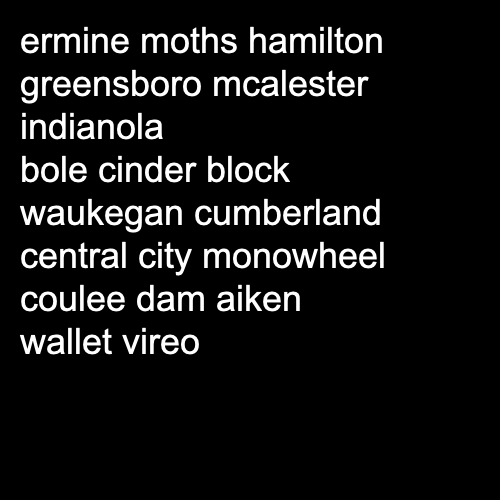 ermine moths hamilton
greensboro mcalester
indianola
bole cinder block
waukegan cumberland
central city monowheel
coulee dam aiken
wallet vireo